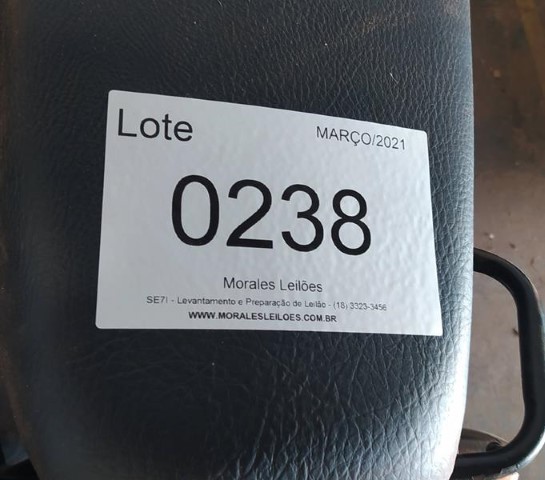 Lote
MARÇO/2021
0238
Morales Leilões
SE7I - Levantamento e Preparação de Leilão - (18) 3323-3456
WWW.MORALESLEILOES.COM.BR